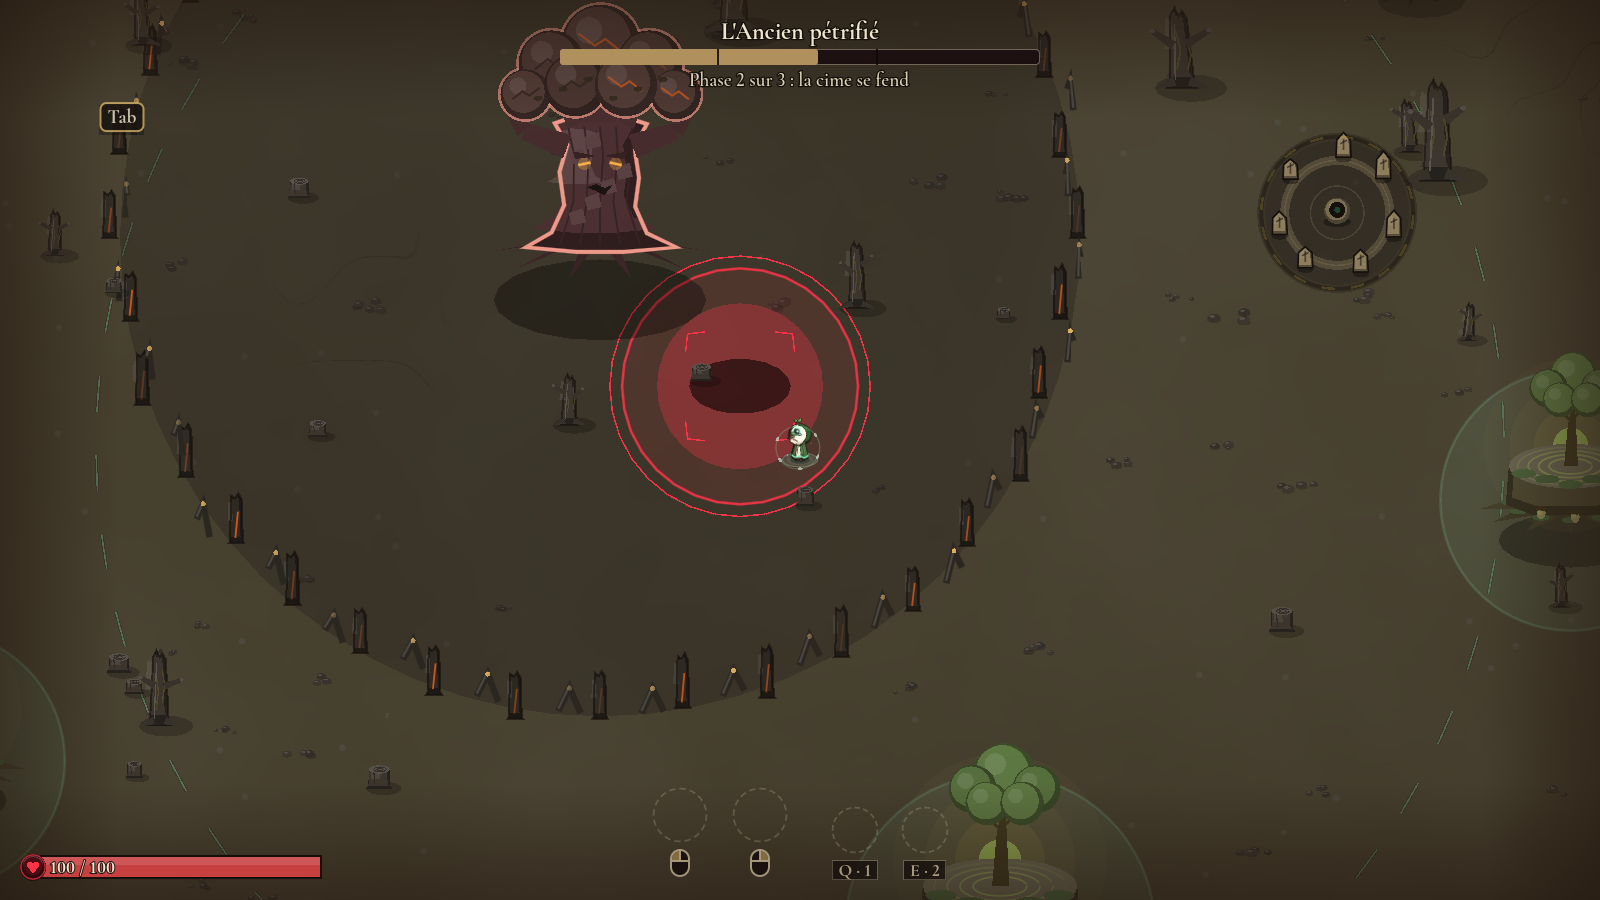 L'Ancien pétrifié
Phase 2 sur 3 : la cime se fend
Tab
100 / 100
Q · 1
E · 2